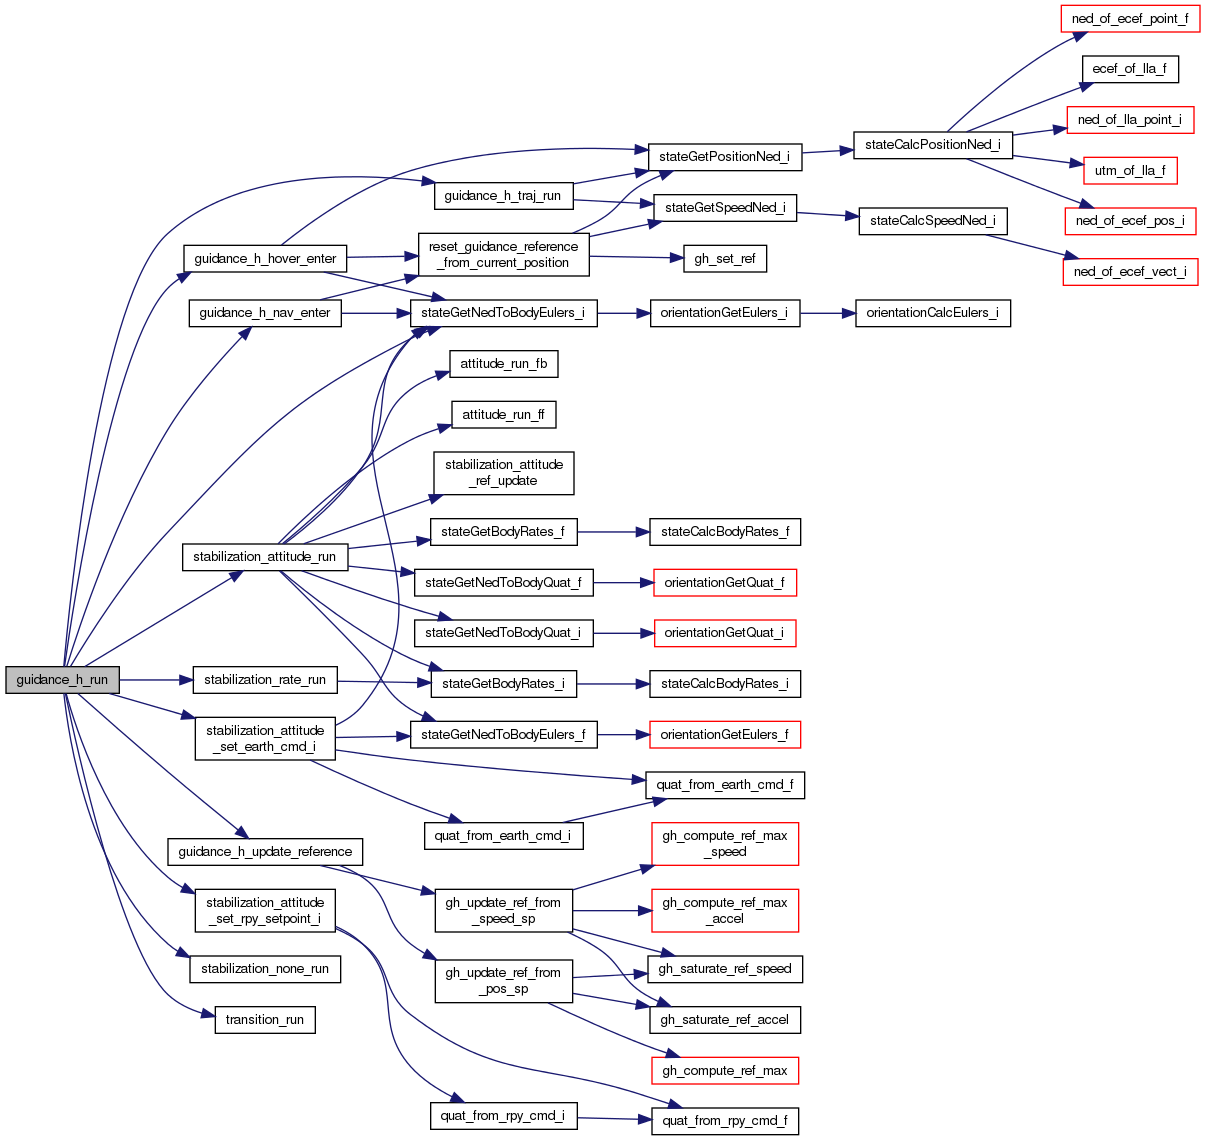 ned_of_ecef_point_f
ecef_of_lla_f
ned_of_lla_point_i
stateCalcPositionNed_i
stateGetPositionNed_i
utm_of_lla_f
guidance_h_traj_run
stateGetSpeedNed_i
stateCalcSpeedNed_i
ned_of_ecef_pos_i
guidance_h_hover_enter
reset_guidance_reference
_from_current_position
gh_set_ref
ned_of_ecef_vect_i
guidance_h_nav_enter
stateGetNedToBodyEulers_i
orientationGetEulers_i
orientationCalcEulers_i
attitude_run_fb
attitude_run_ff
stabilization_attitude
_ref_update
stabilization_attitude_run
stateGetBodyRates_f
stateCalcBodyRates_f
stateGetNedToBodyQuat_f
orientationGetQuat_f
stateGetNedToBodyQuat_i
orientationGetQuat_i
guidance_h_run
stabilization_rate_run
stateGetBodyRates_i
stateCalcBodyRates_i
stabilization_attitude
_set_earth_cmd_i
stateGetNedToBodyEulers_f
orientationGetEulers_f
quat_from_earth_cmd_f
quat_from_earth_cmd_i
guidance_h_update_reference
gh_compute_ref_max
_speed
stabilization_attitude
_set_rpy_setpoint_i
gh_update_ref_from
_speed_sp
gh_compute_ref_max
_accel
stabilization_none_run
gh_update_ref_from
_pos_sp
gh_saturate_ref_speed
transition_run
gh_saturate_ref_accel
gh_compute_ref_max
quat_from_rpy_cmd_i
quat_from_rpy_cmd_f